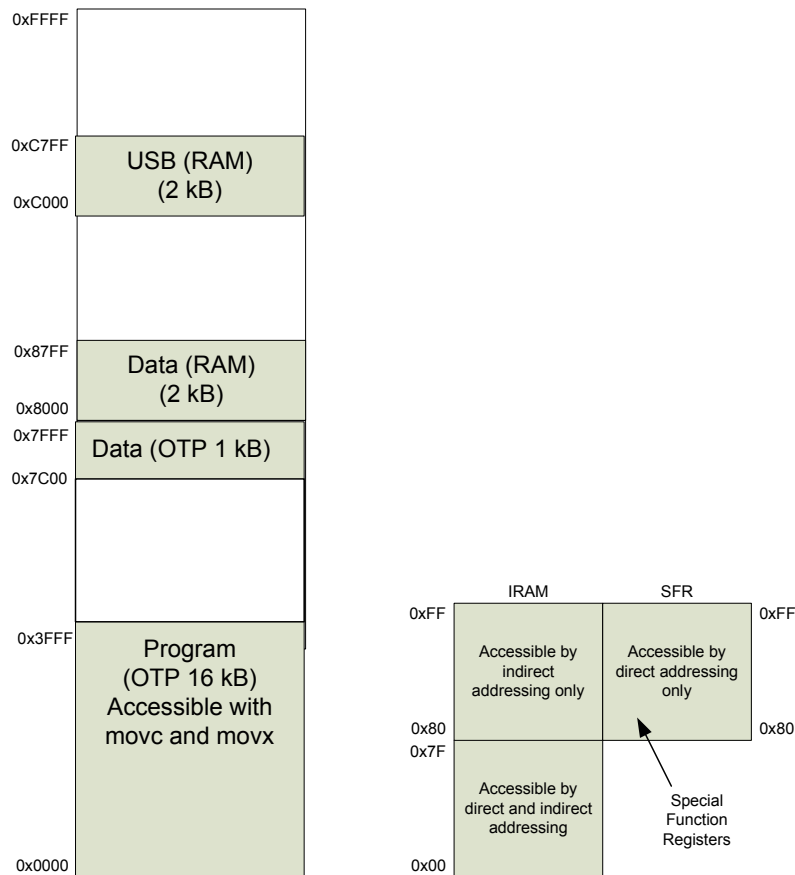 0xFFFF
0xC7FF
USB (RAM)
(2 kB)
0xC000
0x87FF
Data (RAM)
(2 kB)
0x8000
0x7FFF
Data (OTP 1 kB)
0x7C00
0x3FFF
Program
(OTP 16 kB)
Accessible with
movc and movx
0x0000
IRAM
SFR
0xFF
0xFF
Accessible by
indirect
addressing only
Accessible by
direct addressing
only
0x80
0x80
0x7F
Accessible by
direct and indirect
addressing
Special
Function
Registers
0x00